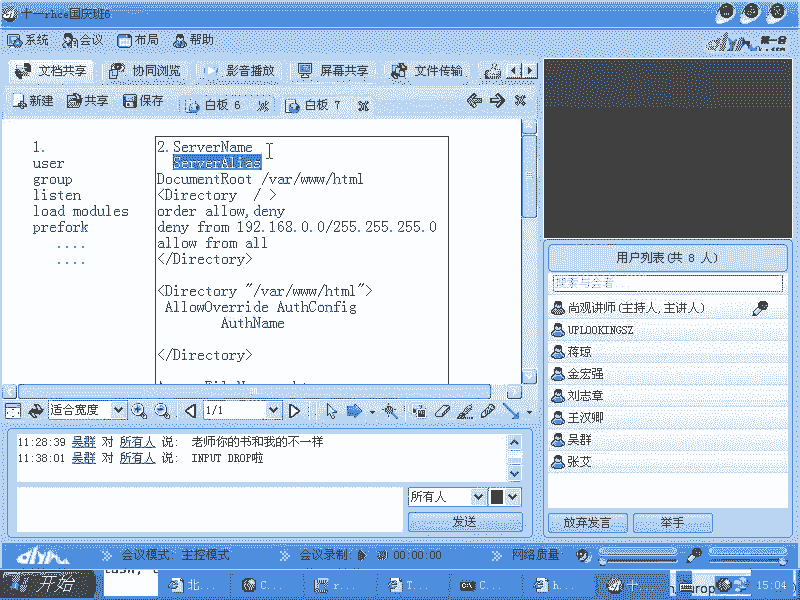 十一rhce国庆班6
系统 会议 布局 帮助
文档共享 协同浏览 影音播放 屏幕共享 文件传输
新建 共享 保存 白板 6 白板 7
1.
user
group
listen
load modules
prefork
....
....
2.ServerName
ServerAlias
DocumentRoot /var/www/html
<Directory / >
order allow,deny
deny from 192.168.0.0/255.255.255.0
allow from all
</Directory>
<Directory "/var/www/html">
AllowOverride AuthConfig
AuthName
</Directory>
适合宽度 1/1
11:28:39 吴群 对 所有人 说: 老师你的书和我的不一样
11:38:01 吴群 对 所有人 说: INPUT DROP啦
所有人
发送
用户列表(共 8 人)
搜索与会者
尚观讲师(主持人,主讲人)
UPLOOKINGSZ
蒋琼
金宏强
刘志章
王汉卿
吴群
张艾
放弃发言 举手
会议模式: 主控模式 会议录制: 00:00:00 网络质量
开始 北.. C... r... T... C... h... 十 15:04